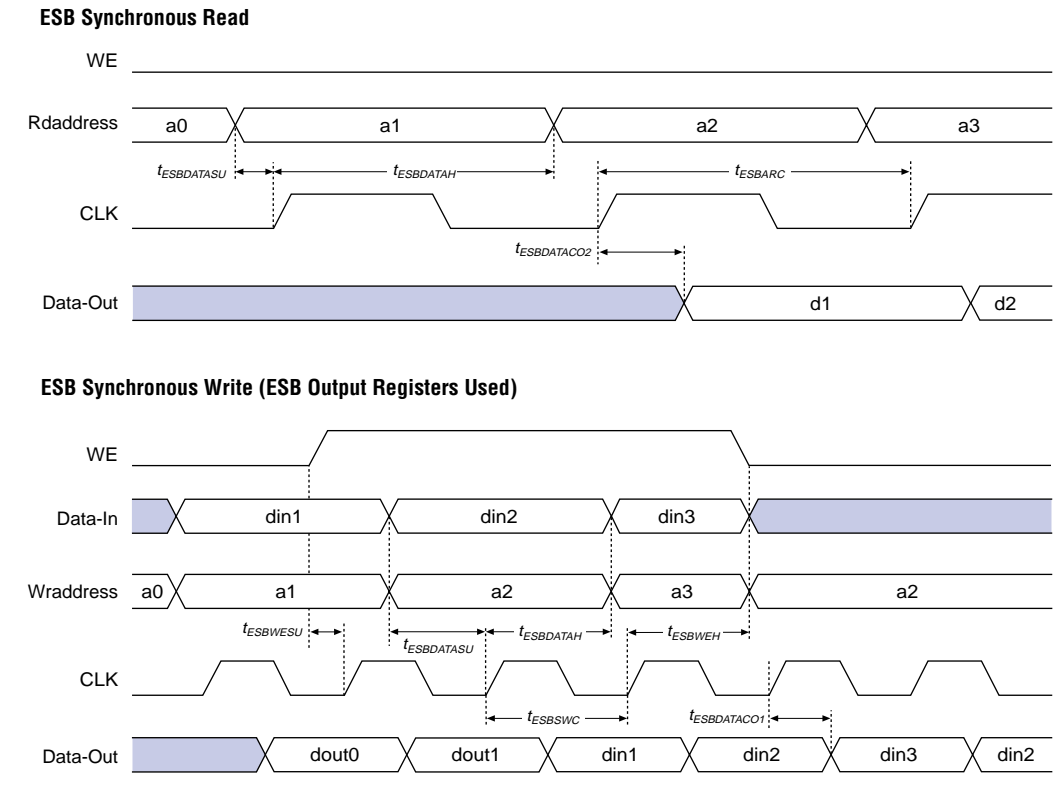 ESB Synchronous Read
WE
Rdaddress a0 a1 a2 a3
tESBDATASU tESBDATAH tESBARC
CLK
tESBDATACO2
Data-Out d1 d2
ESB Synchronous Write (ESB Output Registers Used)
WE
Data-In din1 din2 din3
Wraddress a0 a1 a2 a3 a2
tESBWESU tESBDATASU tESBDATAH tESBWEH
CLK
tESBSWC tESBDATACO1
Data-Out dout0 dout1 din1 din2 din3 din2